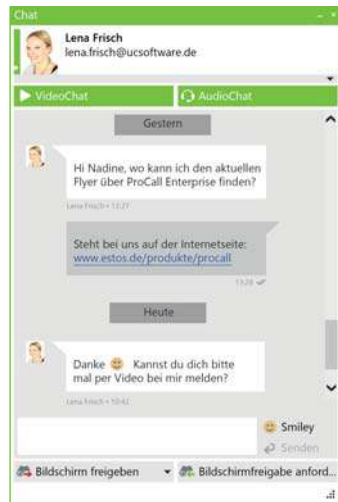 Chat
Lena Frisch
lena.frisch@ucsoftware.de
VideoChat
AudioChat
Gestern
Hi Nadine, wo kann ich den aktuellen
Flyer über ProCall Enterprise finden?
Lena Frisch • 13:27
Steht bei uns auf der Internetseite:
www.estos.de/produkte/procall
13:28
Heute
Danke 😊 Kannst du dich bitte
mal per Video bei mir melden?
Lena Frisch • 10:42
Smiley
Senden
Bildschirm freigeben
Bildschirmfreigabe anford...